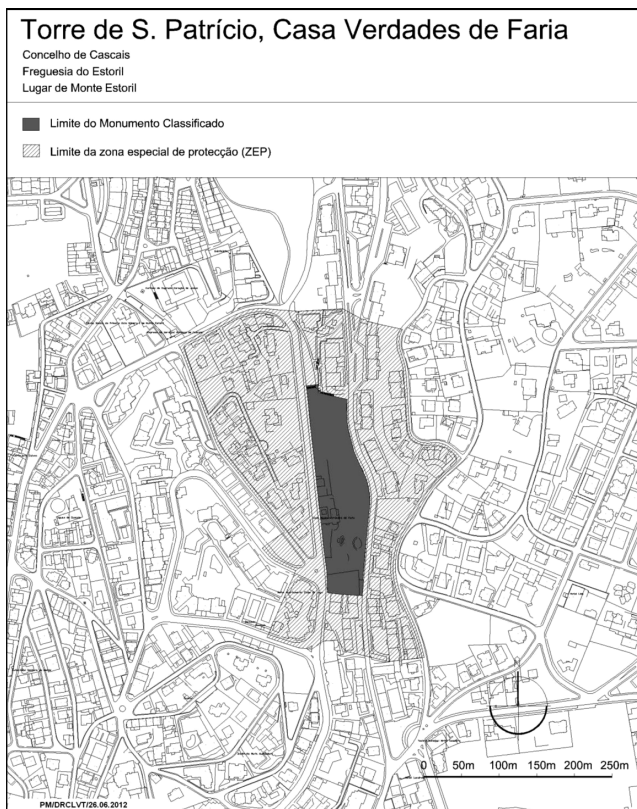 Torre de S. Patrício, Casa Verdades de Faria
Concelho de Cascais
Freguesia do Estoril
Lugar de Monte Estoril
Limite do Monumento Classificado
Limite da zona especial de protecção (ZEP)
0 50m 100m 150m 200m 250m
PM/DRCLVT/26.06.2012